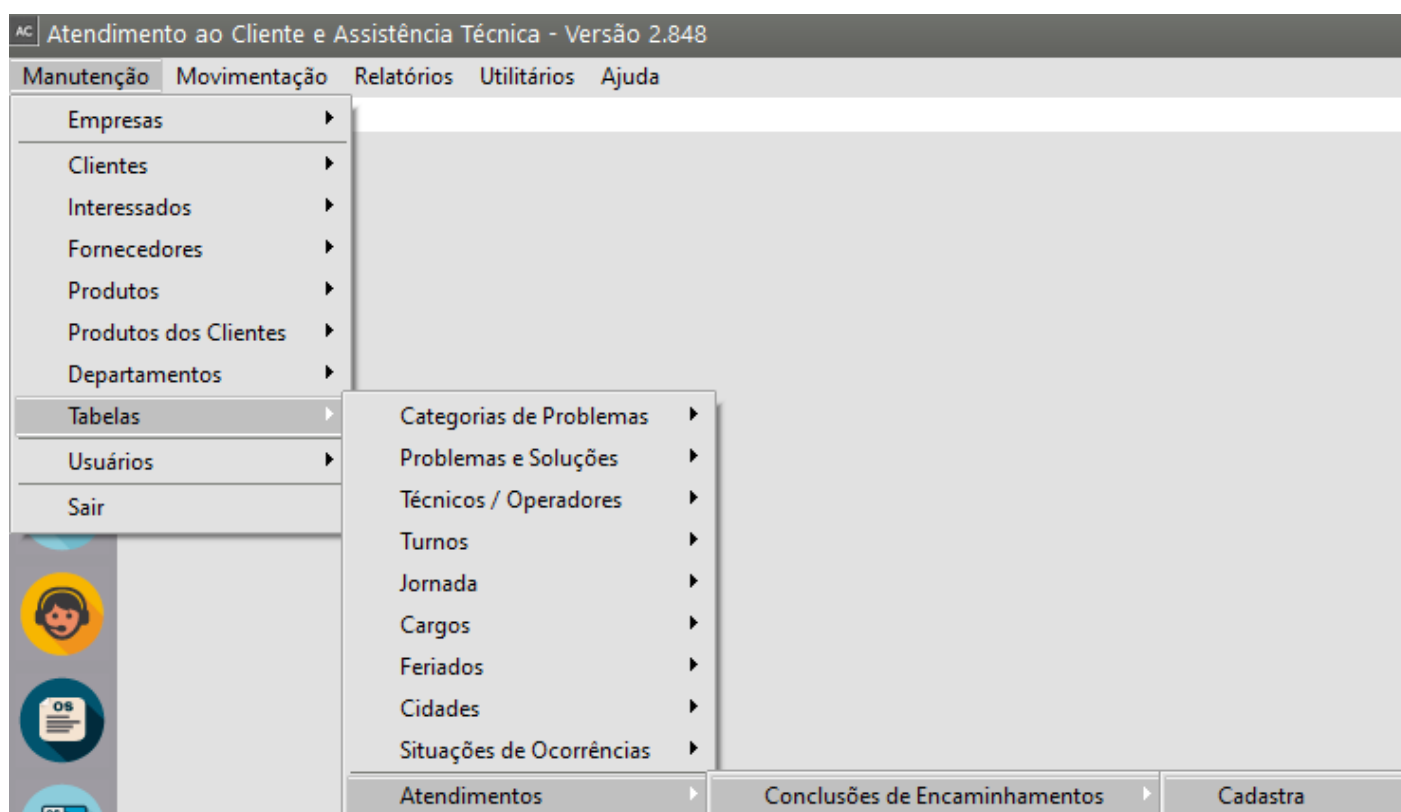 AC Atendimento ao Cliente e Assistência Técnica - Versão 2.848
Manutenção Movimentação Relatórios Utilitários Ajuda
Empresas
Clientes
Interessados
Fornecedores
Produtos
Produtos dos Clientes
Departamentos
Tabelas
Usuários
Sair
Categorias de Problemas
Problemas e Soluções
Técnicos / Operadores
Turnos
Jornada
Cargos
Feriados
Cidades
Situações de Ocorrências
Atendimentos
Conclusões de Encaminhamentos
Cadastra
OS